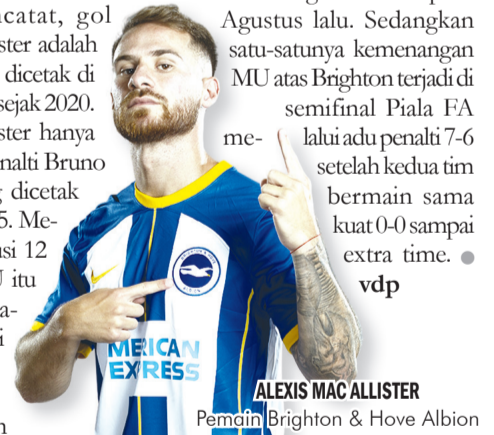 catat, gol
ster adalah
dicetak di
sejak 2020.
ster hanya
nalti Bruno
dicetak
5. Me-
si 12
itu
a-
i
Agustus lalu. Sedangkan
satu-satunya kemenangan
MU atas Brighton terjadi di
semifinal Piala FA
me- lalui adu penalti 7-6
setelah kedua tim
bermain sama
kuat 0-0 sampai
extra time.
vdp
MERICAN
EXPRESS
ALEXIS MAC ALLISTER
Pemain Brighton & Hove Albion